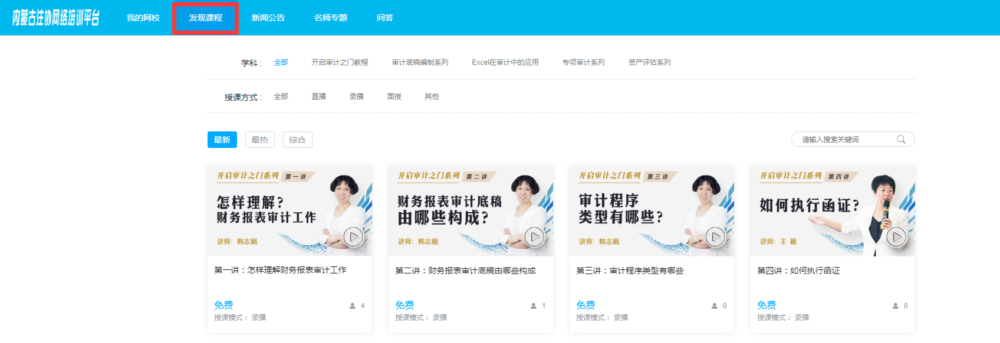 内蒙古注协网络培训平台 我的网校 发现课程 新闻公告 名师专题 问答
学科： 全部 开启审计之门教程 审计底稿编制系列 Excel在审计中的应用 专项审计系列 资产评估系列
授课方式： 全部 直播 录播 面授 其他
最新 最热 综合 请输入搜索关键词
开启审计之门系列 第一讲
怎样理解?
财务报表审计工作
讲师：韩志娟
第一讲：怎样理解财务报表审计工作
免费 4
授课模式： 录播
开启审计之门系列 第二讲
财务报表审计底稿
由哪些构成?
讲师：韩志娟
第二讲：财务报表审计底稿由哪些构成
免费 1
授课模式： 录播
开启审计之门系列 第三讲
审计程序
类型有哪些?
讲师：韩志娟
第三讲：审计程序类型有哪些
免费 0
授课模式： 录播
开启审计之门系列 第四讲
如何执行函证?
讲师：王 颖
第四讲：如何执行函证
免费 0
授课模式： 录播